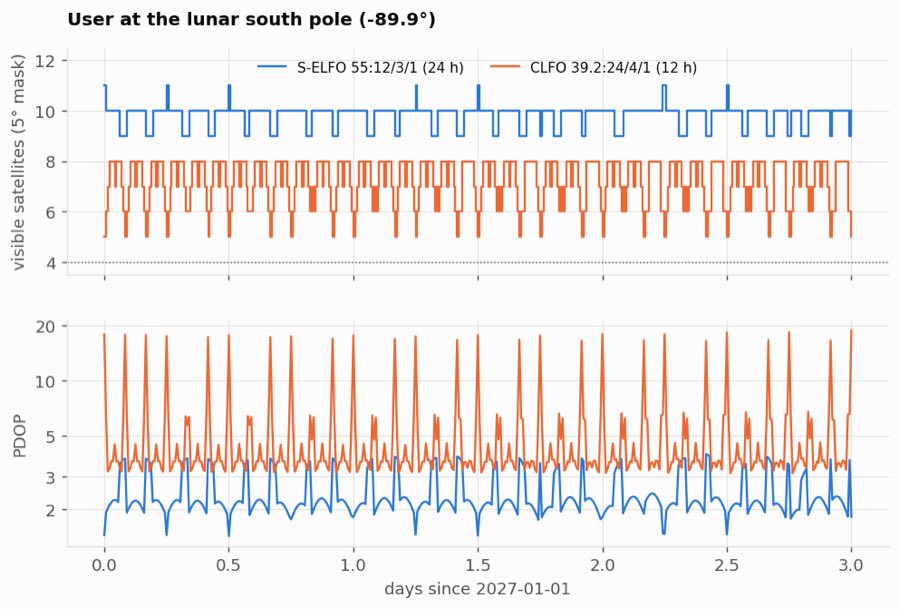 User at the lunar south pole (-89.9°)
S-ELFO 55:12/3/1 (24 h)
CLFO 39.2:24/4/1 (12 h)
visible satellites (5° mask)
12
10
8
6
4
PDOP
20
10
5
3
2
0.0 0.5 1.0 1.5 2.0 2.5 3.0
days since 2027-01-01